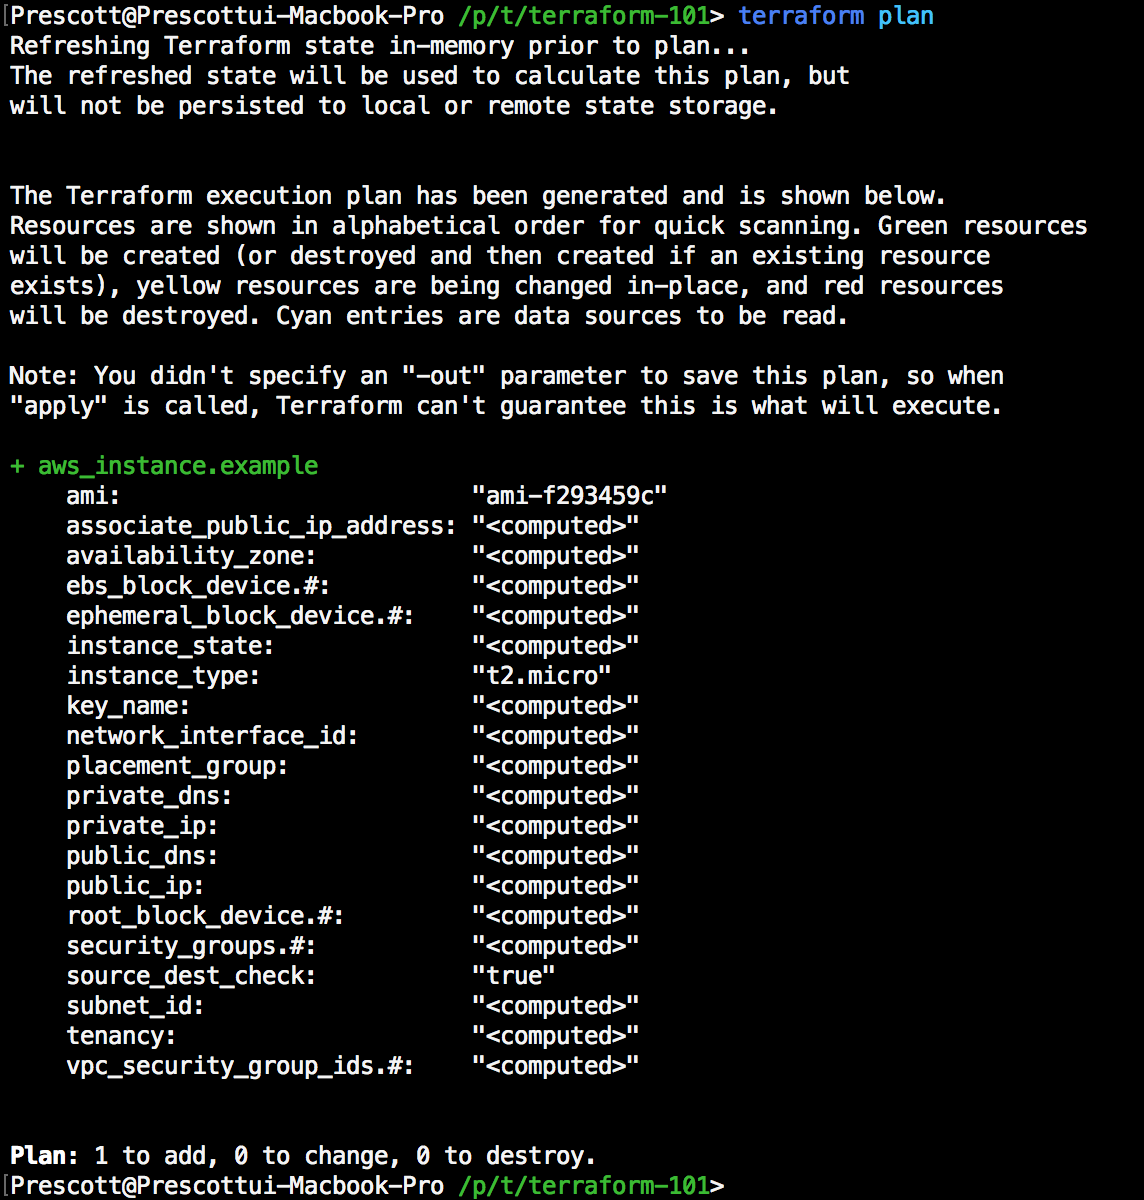 [Prescott@Prescottui-Macbook-Pro /p/t/terraform-101> terraform plan
Refreshing Terraform state in-memory prior to plan...
The refreshed state will be used to calculate this plan, but
will not be persisted to local or remote state storage.
The Terraform execution plan has been generated and is shown below.
Resources are shown in alphabetical order for quick scanning. Green resources
will be created (or destroyed and then created if an existing resource
exists), yellow resources are being changed in-place, and red resources
will be destroyed. Cyan entries are data sources to be read.
Note: You didn't specify an "-out" parameter to save this plan, so when
"apply" is called, Terraform can't guarantee this is what will execute.
+ aws_instance.example
ami: "ami-f293459c"
associate_public_ip_address: "<computed>"
availability_zone: "<computed>"
ebs_block_device.#: "<computed>"
ephemeral_block_device.#: "<computed>"
instance_state: "<computed>"
instance_type: "t2.micro"
key_name: "<computed>"
network_interface_id: "<computed>"
placement_group: "<computed>"
private_dns: "<computed>"
private_ip: "<computed>"
public_dns: "<computed>"
public_ip: "<computed>"
root_block_device.#: "<computed>"
security_groups.#: "<computed>"
source_dest_check: "true"
subnet_id: "<computed>"
tenancy: "<computed>"
vpc_security_group_ids.#: "<computed>"
Plan: 1 to add, 0 to change, 0 to destroy.
[Prescott@Prescottui-Macbook-Pro /p/t/terraform-101>